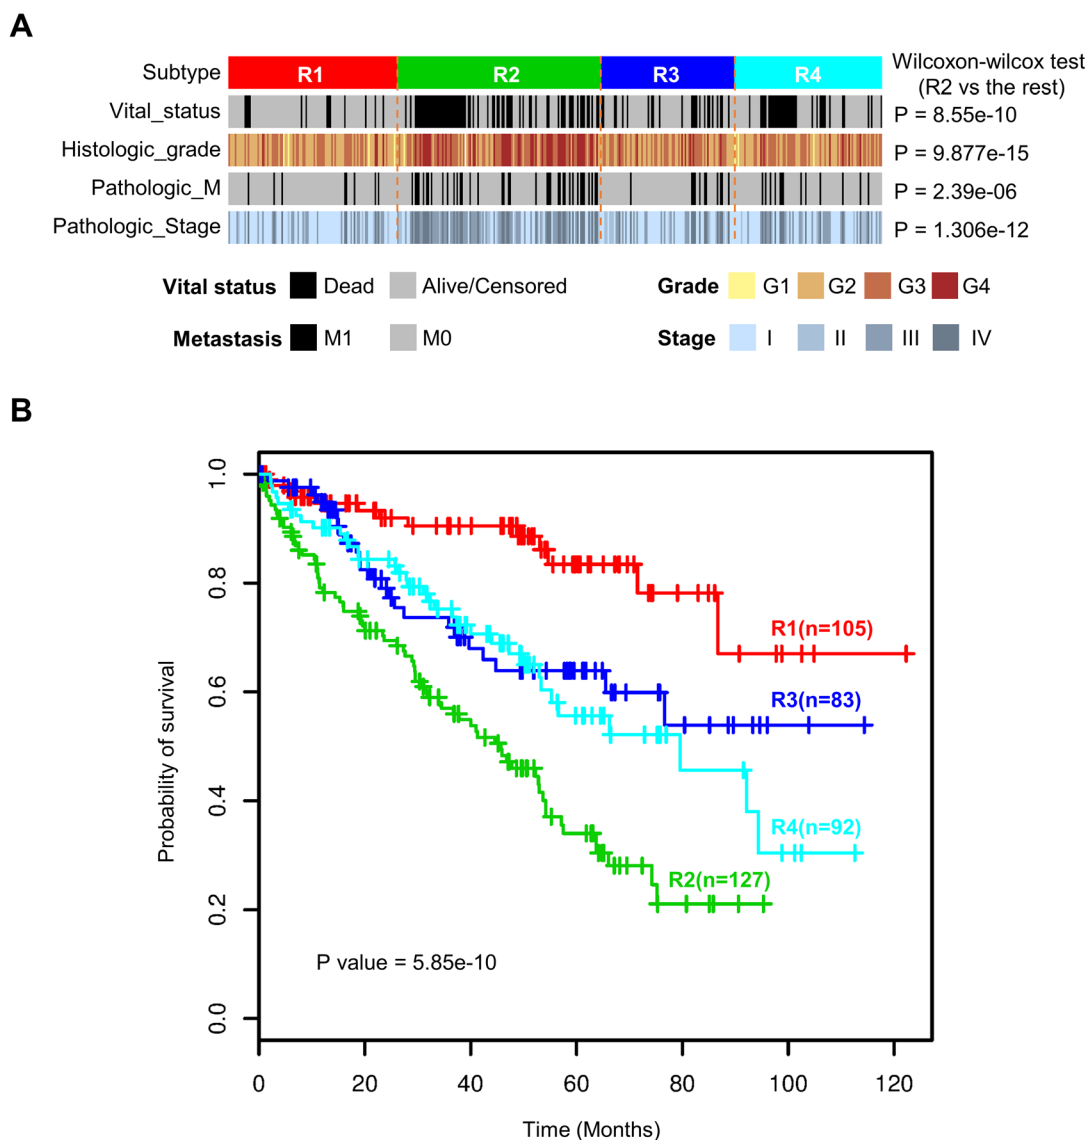 A
Subtype R1 R2 R3 R4 Wilcoxon-wilcox test
(R2 vs the rest)
Vital_status P = 8.55e-10
Histologic_grade P = 9.877e-15
Pathologic_M P = 2.39e-06
Pathologic_Stage P = 1.306e-12
Vital status Dead Alive/Censored Grade G1 G2 G3 G4
Metastasis M1 M0 Stage I II III IV
B
Probability of survival
1.0
0.8
0.6
0.4
0.2
0.0
R1(n=105)
R3(n=83)
R4(n=92)
R2(n=127)
P value = 5.85e-10
0 20 40 60 80 100 120
Time (Months)